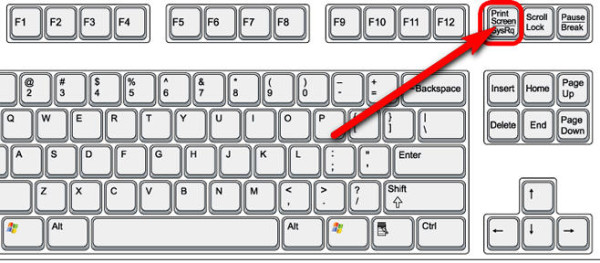 F1 F2 F3 F4 F5 F6 F7 F8 F9 F10 F11 F12 Print Screen SysRq Scroll Lock Pause Break
@ 2 # 3 $ 4 % 5 ^ 6 & 7 * 8 ( 9 ) 0 - = + Backspace Insert Home Page Up
Q W E R T Y U I O P ] } \ | Delete End Page Down
A S D F G H J K L : ; " , Enter
Z X C V B N M < , > . ? / Shift ⇧ ↑
Alt Alt Ctrl ← ↓ →